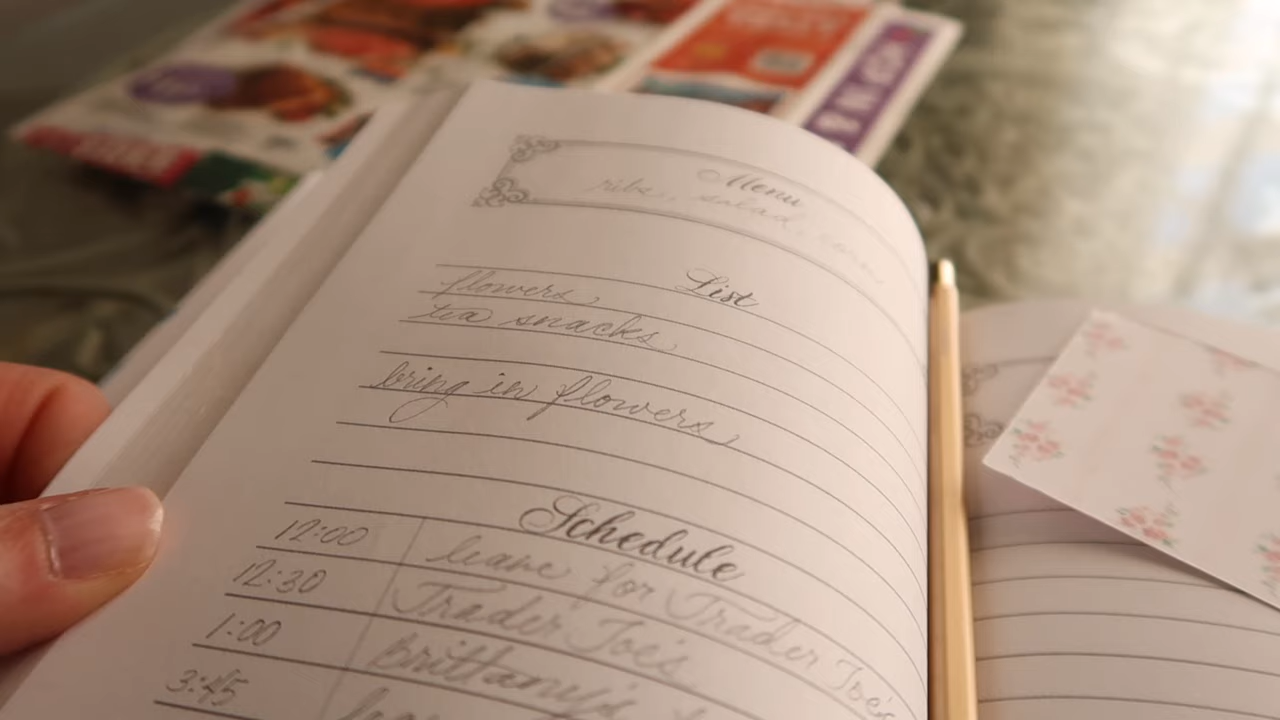 Menu
ribs, salad, corn
List
flowers,
tea snacks,
bring in flowers,
Schedule
12:00 leave for Trader Joe's
12:30 Trader Joe's
1:00 Brittany's
3:45